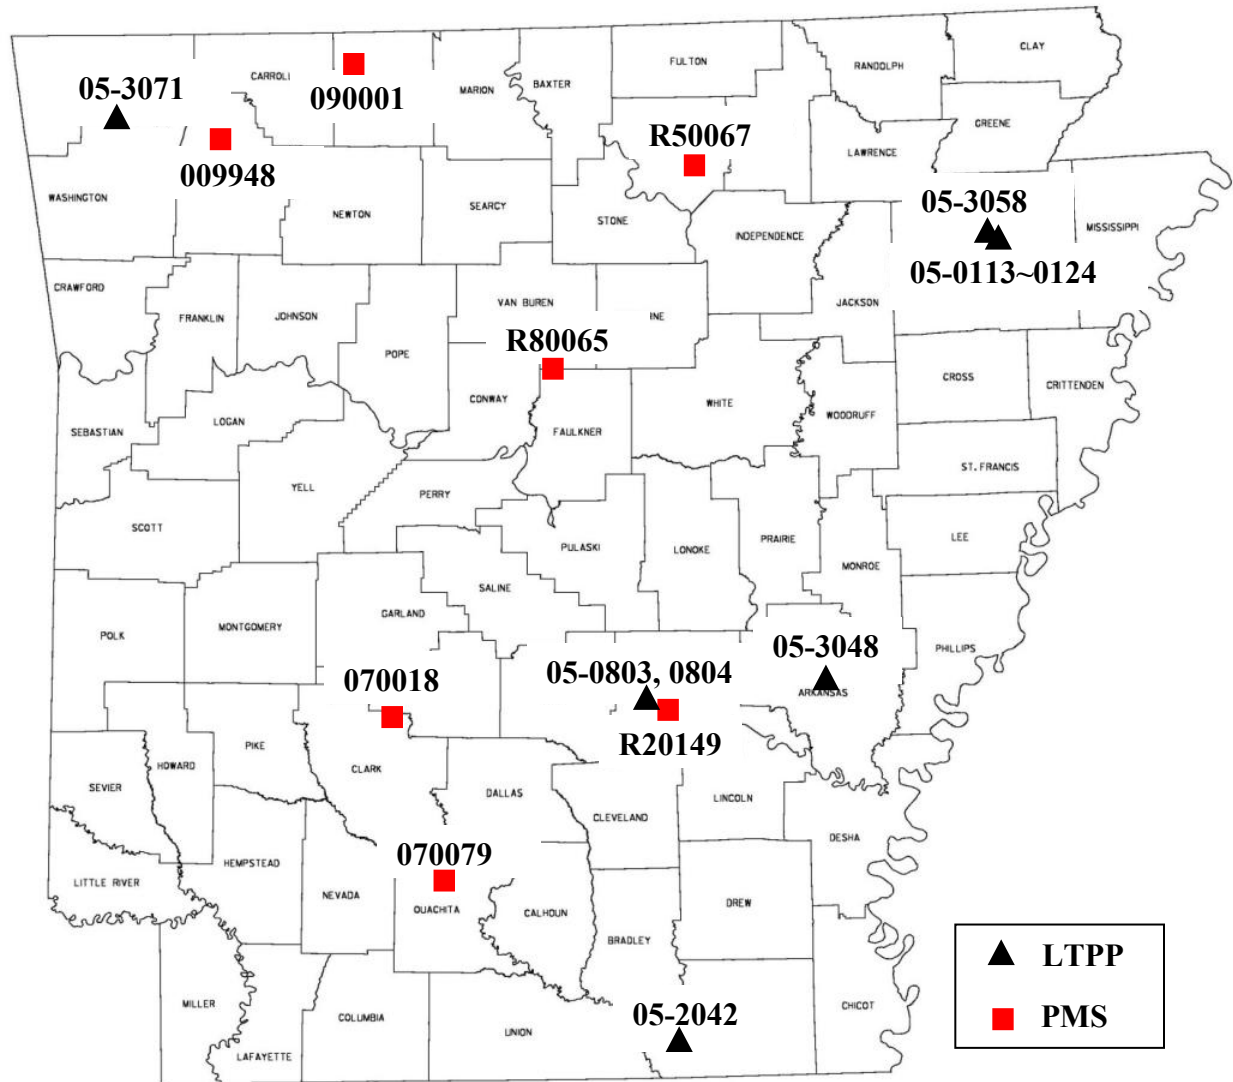 CLAY
FULTON
RANDOLPH
CARROLL
05-3071
090001
MARION
BAXTER
GREENE
R50067
LAWRENCE
009948
WASHINGTON
NEWTON
SEARCY
STONE
05-3058
INDEPENDENCE
MISSISSIPPI
05-0113~0124
CRAWFORD
VAN BUREN
JACKSON
FRANKLIN
JOHNSON
NE
R80065
POPE
CROSS
CRITTENDEN
CONWAY
WHITE
WOODRUFF
LOGAN
SEBASTIAN
FAULKNER
ST. FRANCIS
YELL
PERRY
SCOTT
PULASKI
LONOKE
PRAIRIE
LEE
MONROE
SALINE
GARLAND
POLK
MONTGOMERY
PHILLIPS
05-3048
05-0803, 0804
070018
ARKANSAS
R20149
PIKE
HOWARD
CLARK
SEVIER
DALLAS
LINCOLN
CLEVELAND
DESHA
070079
HEMPSTEAD
LITTLE RIVER
NEVADA
OUACHITA
CALHOUN
DREW
BRADLEY
LTPP
MILLER
CHICOT
05-2042
PMS
COLUMBIA
UNION
LAFAYETTE